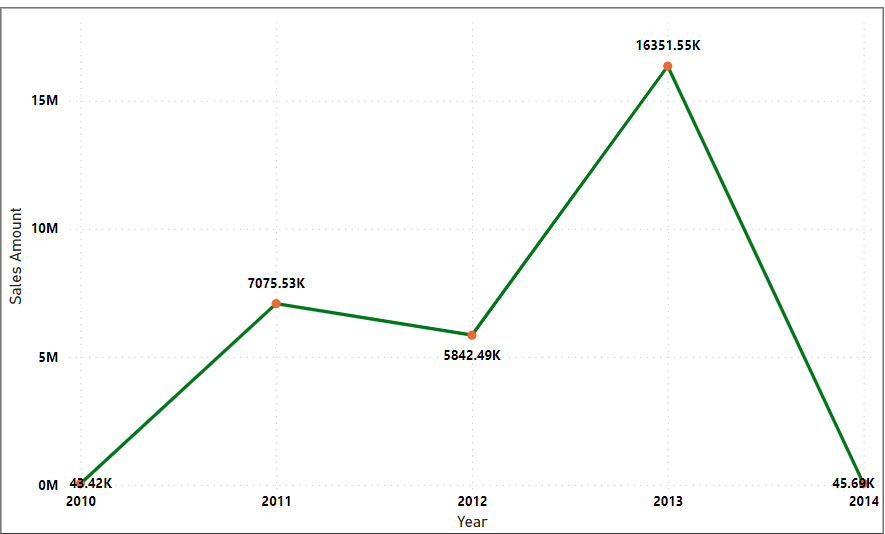 16351.55K
15M
Sales Amount
10M
7075.53K
5M
5842.49K
0M
43.42K
45.69K
2010
2011
2012
2013
2014
Year